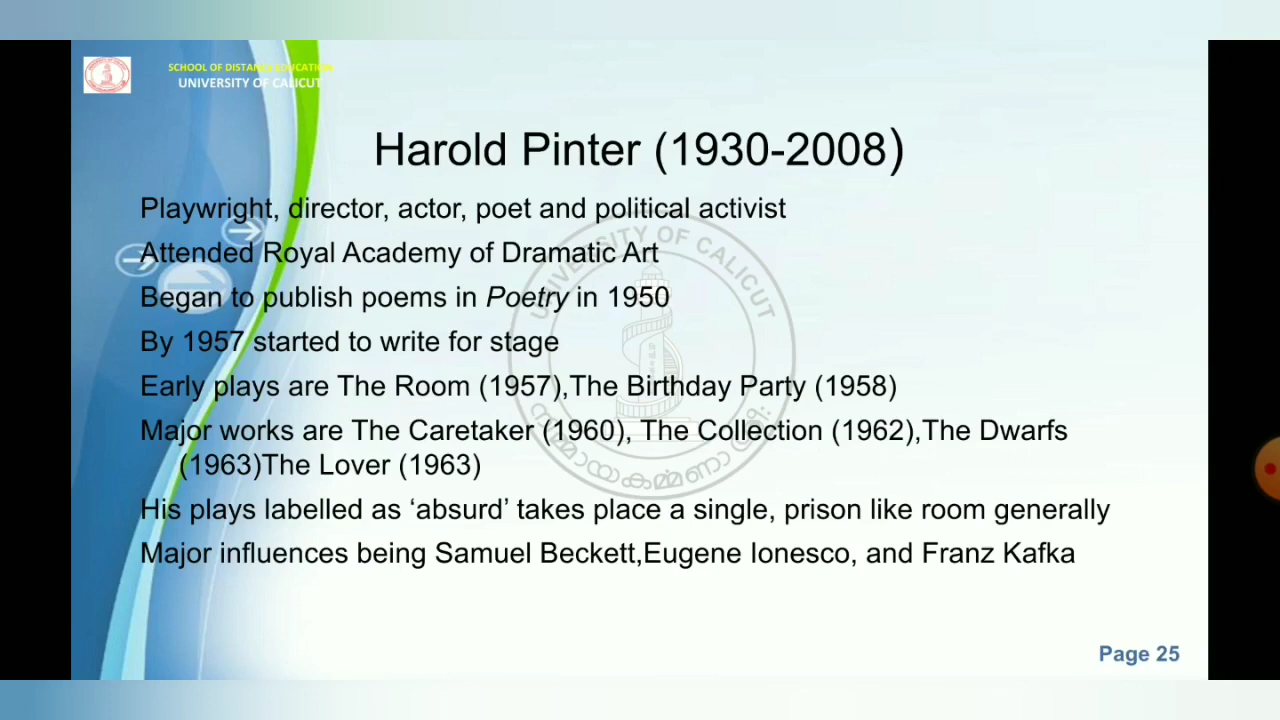 SCHOOL OF DISTANCE EDUCATION
UNIVERSITY OF CALICUT
Harold Pinter (1930-2008)
Playwright, director, actor, poet and political activist
Attended Royal Academy of Dramatic Art
Began to publish poems in Poetry in 1950
By 1957 started to write for stage
Early plays are The Room (1957),The Birthday Party (1958)
Major works are The Caretaker (1960), The Collection (1962),The Dwarfs
(1963)The Lover (1963)
His plays labelled as ‘absurd’ takes place a single, prison like room generally
Major influences being Samuel Beckett,Eugene Ionesco, and Franz Kafka
UNIVERSITY OF CALICUT
Page 25